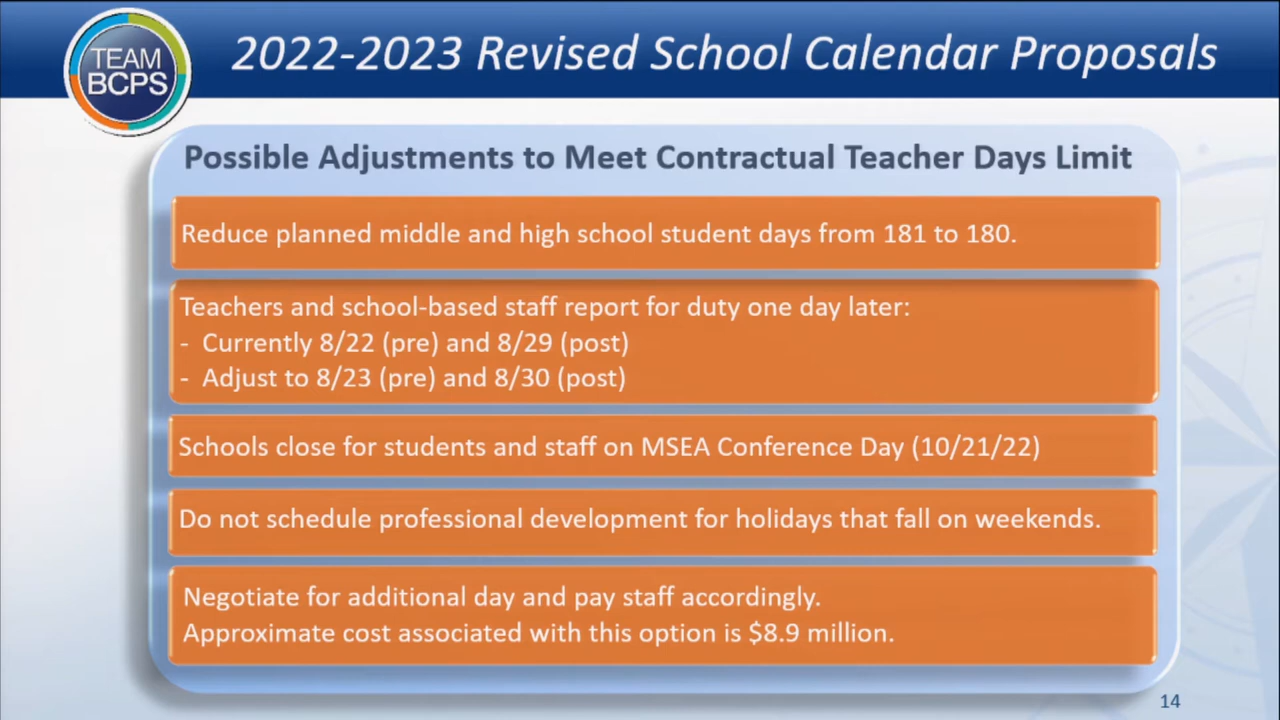 TEAM
BCPS
2022-2023 Revised School Calendar Proposals
Possible Adjustments to Meet Contractual Teacher Days Limit
Reduce planned middle and high school student days from 181 to 180.
Teachers and school-based staff report for duty one day later:
- Currently 8/22 (pre) and 8/29 (post)
- Adjust to 8/23 (pre) and 8/30 (post)
Schools close for students and staff on MSEA Conference Day (10/21/22)
Do not schedule professional development for holidays that fall on weekends.
Negotiate for additional day and pay staff accordingly.
Approximate cost associated with this option is $8.9 million.
14